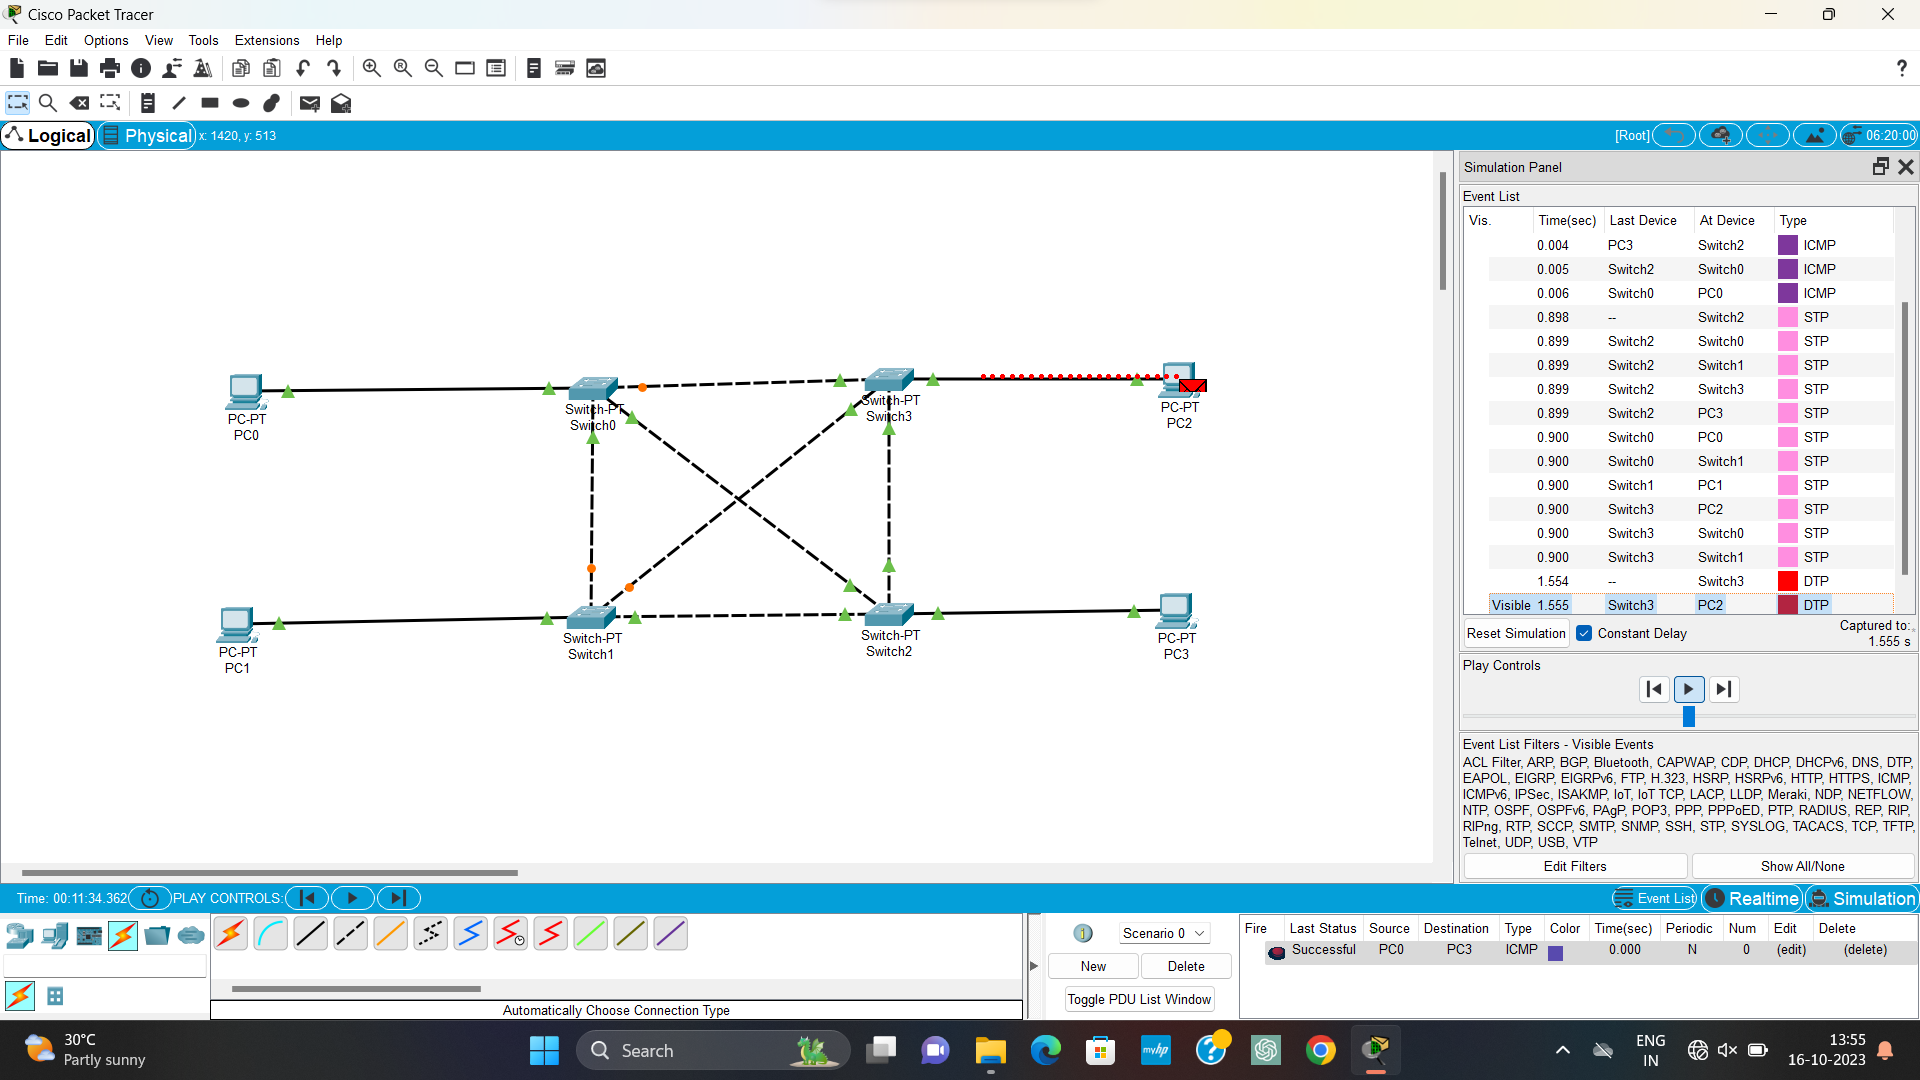 Cisco Packet Tracer
File Edit Options View Tools Extensions Help
?
Logical Physical x: 1420, y: 513 [Root] 06:20:00
Simulation Panel
Event List
Vis. Time(sec) Last Device At Device Type
0.004 PC3 Switch2 ICMP
0.005 Switch2 Switch0 ICMP
0.006 Switch0 PC0 ICMP
0.898 -- Switch2 STP
0.899 Switch2 Switch0 STP
0.899 Switch2 Switch1 STP
0.899 Switch2 Switch3 STP
0.899 Switch2 PC3 STP
0.900 Switch0 PC0 STP
0.900 Switch0 Switch1 STP
0.900 Switch1 PC1 STP
0.900 Switch3 PC2 STP
0.900 Switch3 Switch0 STP
0.900 Switch3 Switch1 STP
1.554 -- Switch3 DTP
Visible 1.555 Switch3 PC2 DTP
Reset Simulation Constant Delay Captured to:
1.555 s
Play Controls
Event List Filters - Visible Events
ACL Filter, ARP, BGP, Bluetooth, CAPWAP, CDP, DHCP, DHCPv6, DNS, DTP,
EAPOL, EIGRP, EIGRPv6, FTP, H.323, HSRP, HSRPv6, HTTP, HTTPS, ICMP,
ICMPv6, IPSec, ISAKMP, IoT, IoT TCP, LACP, LLDP, Meraki, NDP, NETFLOW,
NTP, OSPF, OSPFv6, PAgP, POP3, PPP, PPPoED, PTP, RADIUS, REP, RIP,
RIPng, RTP, SCCP, SMTP, SNMP, SSH, STP, SYSLOG, TACACS, TCP, TFTP,
Telnet, UDP, USB, VTP
Edit Filters Show All/None
PC-PT
PC0
Switch-PT
Switch0
Switch-PT
Switch3
PC-PT
PC2
PC-PT
PC1
Switch-PT
Switch1
Switch-PT
Switch2
PC-PT
PC3
Time: 00:11:34.362 PLAY CONTROLS: Event List Realtime Simulation
Automatically Choose Connection Type
1 Scenario 0
New Delete
Toggle PDU List Window
Fire Last Status Source Destination Type Color Time(sec) Periodic Num Edit Delete
Successful PC0 PC3 ICMP 0.000 N 0 (edit) (delete)
30°C
Partly sunny
Search
myhp
ENG
IN
13:55
16-10-2023